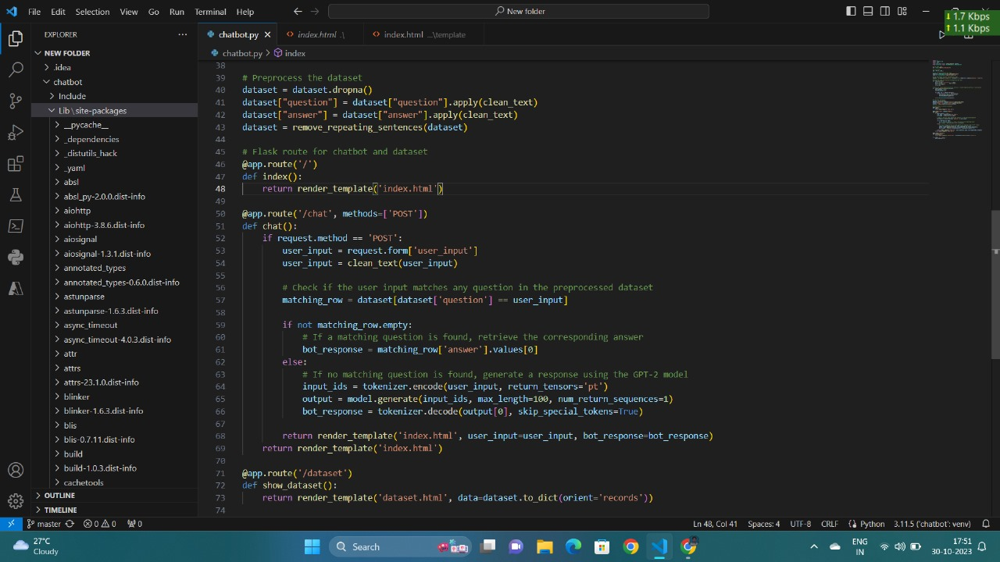 File Edit Selection View Go Run Terminal Help
New folder
1.7 Kbps
1.1 Kbps
EXPLORER
chatbot.py
index.html .\
index.html ...\template
NEW FOLDER
chatbot.py > index
.idea
chatbot
Include
Lib\site-packages
__pycache__
_dependencies
_distutils_hack
_yaml
absl
absl_py-2.0.0.dist-info
aiohttp
aiohttp-3.8.6.dist-info
aiosignal
aiosignal-1.3.1.dist-info
annotated_types
annotated_types-0.6.0.dist-info
astunparse
astunparse-1.6.3.dist-info
async_timeout
async_timeout-4.0.3.dist-info
attr
attrs
attrs-23.1.0.dist-info
blinker
blinker-1.6.3.dist-info
blis
blis-0.7.11.dist-info
build
build-1.0.3.dist-info
cachetools
OUTLINE
TIMELINE
38
39 # Preprocess the dataset
40 dataset = dataset.dropna()
41 dataset["question"] = dataset["question"].apply(clean_text)
42 dataset["answer"] = dataset["answer"].apply(clean_text)
43 dataset = remove_repeating_sentences(dataset)
44
45 # Flask route for chatbot and dataset
46 @app.route('/')
47 def index():
48     return render_template('index.html')
49
50 @app.route('/chat', methods=['POST'])
51 def chat():
52     if request.method == 'POST':
53         user_input = request.form['user_input']
54         user_input = clean_text(user_input)
55
56         # Check if the user input matches any question in the preprocessed dataset
57         matching_row = dataset[dataset['question'] == user_input]
58
59         if not matching_row.empty:
60             # If a matching question is found, retrieve the corresponding answer
61             bot_response = matching_row['answer'].values[0]
62         else:
63             # If no matching question is found, generate a response using the GPT-2 model
64             input_ids = tokenizer.encode(user_input, return_tensors='pt')
65             output = model.generate(input_ids, max_length=100, num_return_sequences=1)
66             bot_response = tokenizer.decode(output[0], skip_special_tokens=True)
67
68         return render_template('index.html', user_input=user_input, bot_response=bot_response)
69     return render_template('index.html')
70
71 @app.route('/dataset')
72 def show_dataset():
73     return render_template('dataset.html', data=dataset.to_dict(orient='records'))
74
master 0 0 0
Ln 48, Col 41 Spaces: 4 UTF-8 CRLF Python 3.11.5 ('chatbot': venv)
27°C
Cloudy
Search
ENG
IN
17:51
30-10-2023